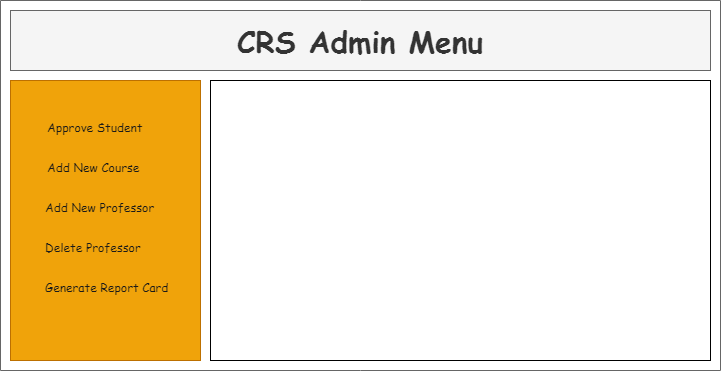 CRS Admin Menu
Approve Student
Add New Course
Add New Professor
Delete Professor
Generate Report Card